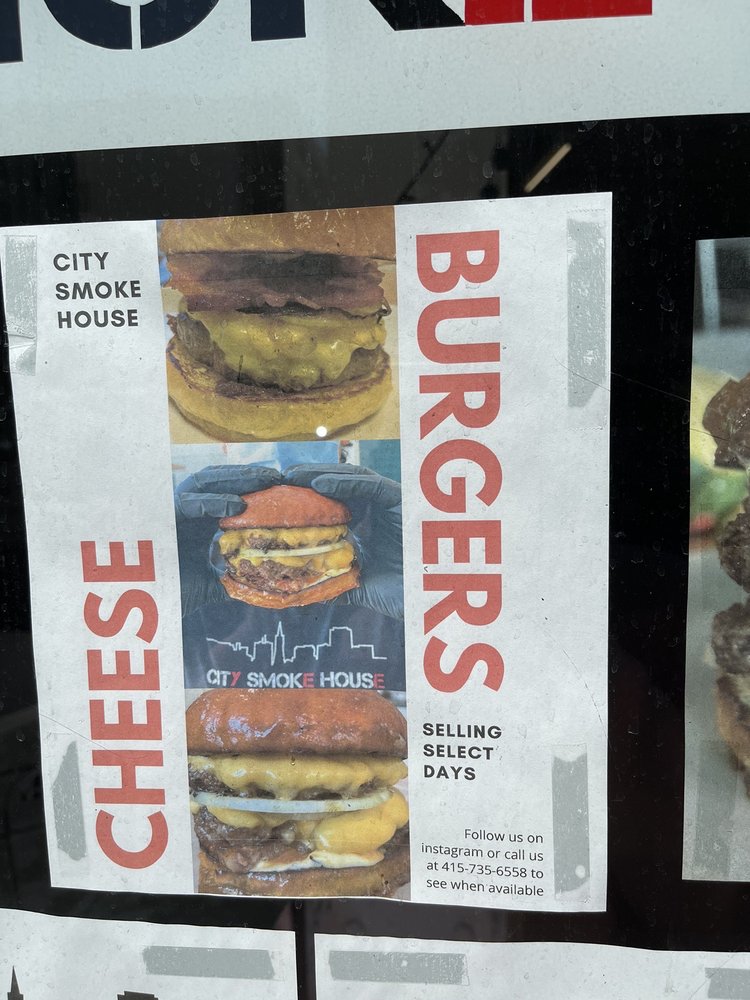 CITY
SMOKE
HOUSE
CHEESE
BURGERS
CITY SMOKE HOUSE
SELLING
SELECT
DAYS
Follow us on
instagram or call us
at 415-735-6558 to
see when available